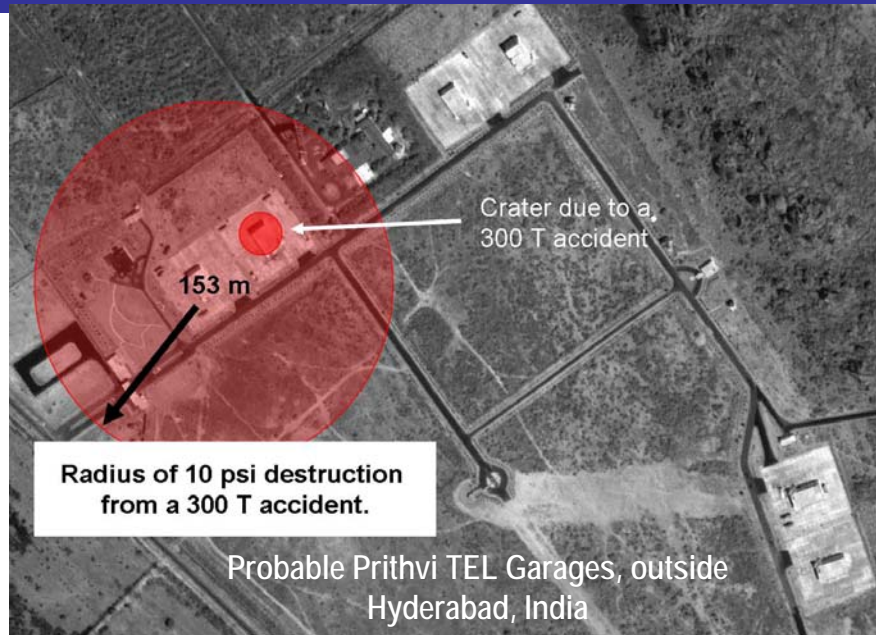 Crater due to a
300 T accident
153 m
Radius of 10 psi destruction
from a 300 T accident.
Probable Prithvi TEL Garages, outside
Hyderabad, India